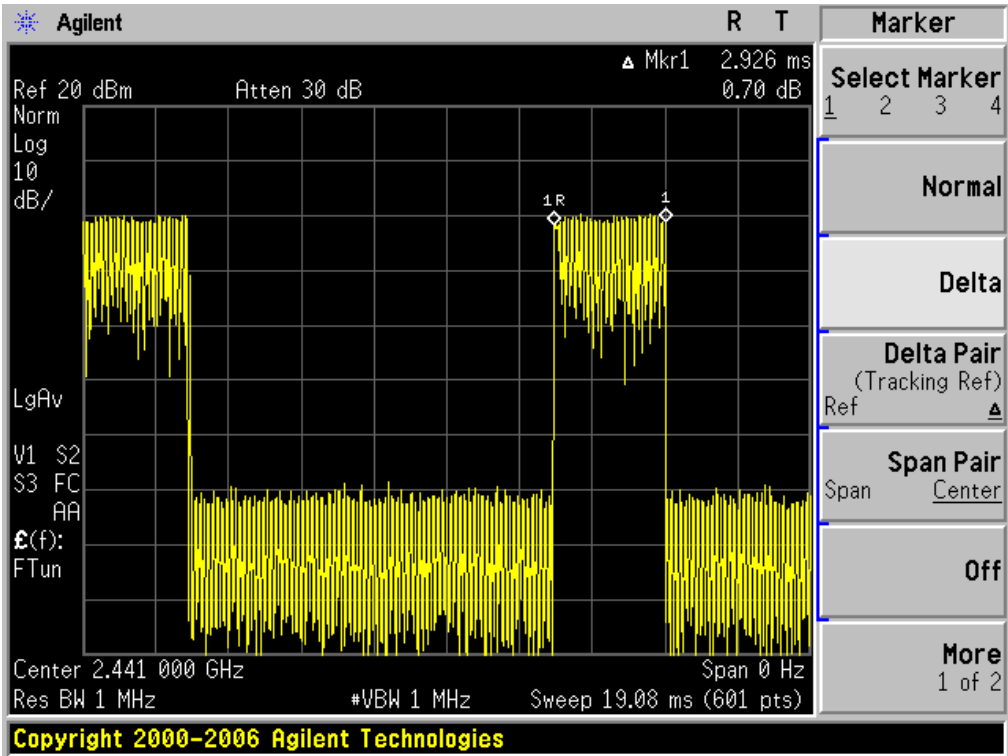 Agilent R T
Marker
Δ Mkr1 2.926 ms
Ref 20 dBm Atten 30 dB 0.70 dB
Norm
Log
10
dB/
1R
1
LgAv
V1 S2
S3 FC
AA
£(f):
FTun
Center 2.441 000 GHz Span 0 Hz
Res BW 1 MHz #VBW 1 MHz Sweep 19.08 ms (601 pts)
Copyright 2000-2006 Agilent Technologies
Select Marker
1 2 3 4
Normal
Delta
Delta Pair
(Tracking Ref)
Ref Δ
Span Pair
Span Center
Off
More
1 of 2